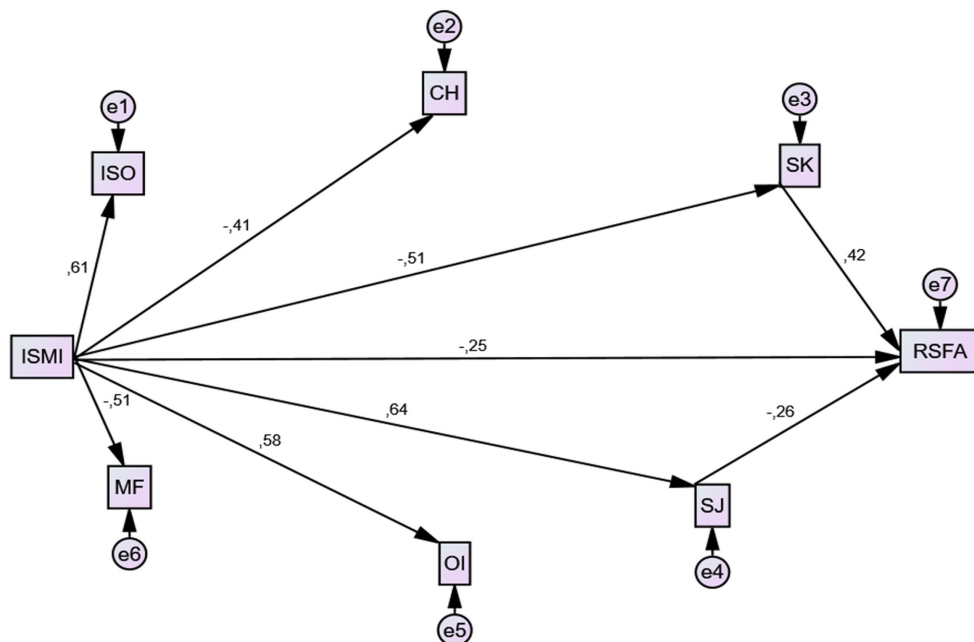 e2
CH
e1
e3
ISO
SK
-,41
-,51
,42
,61
e7
-,25
RSFA
ISMI
-,51
,64
,58
-,26
MF
SJ
e6
OI
e4
e5